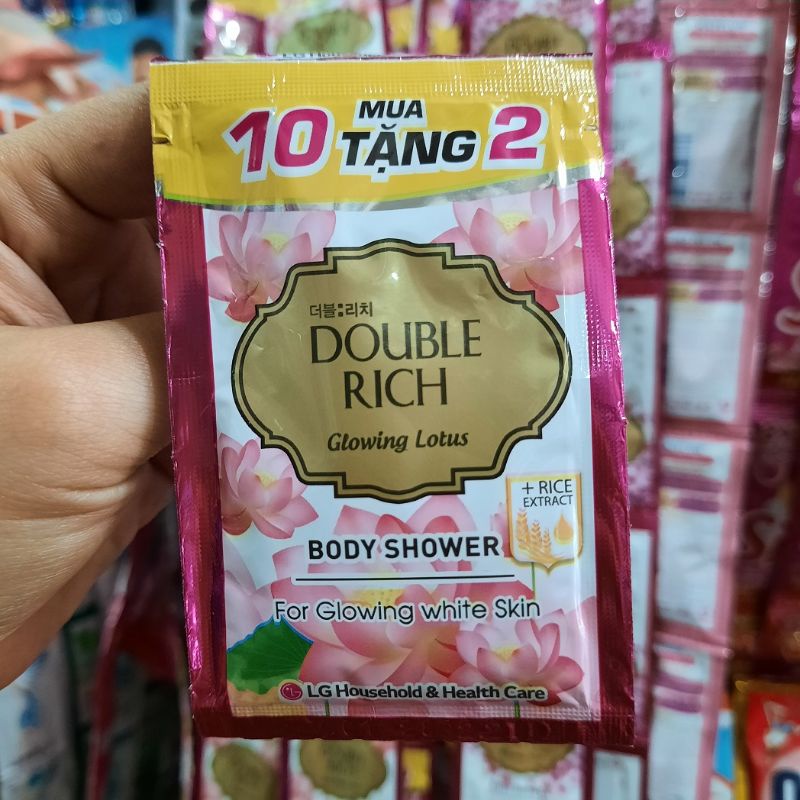 MUA
10 TẶNG 2
더블:리치
DOUBLE
RICH
Glowing Lotus
+ RICE
EXTRACT
BODY SHOWER
For Glowing white Skin
LG Household & Health Care